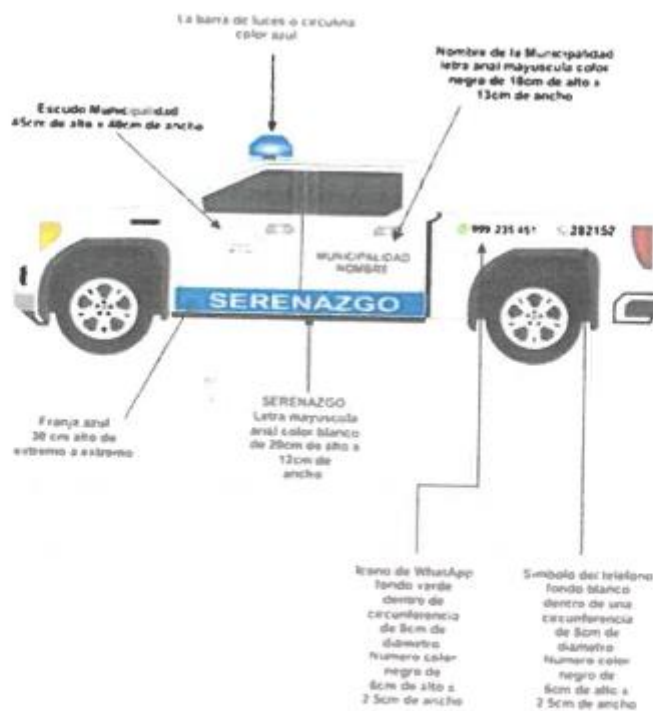 La barra de luces o circulina
color azul
Nombre de la Municipalidad
letra arial mayuscula color
negro de 18cm de alto x
13cm de ancho
Escudo Municipalidad
45cm de alto x 40cm de ancho
999 235 451
282152
MUNICIPALIDAD
NOMBRE
SERENAZGO
Franja azul
30 cm alto de
extremo a extremo
SERENAZGO
Letra mayuscula
arial color blanco
de 20cm de alto x
12cm de
ancho
Icono de WhatApp
fondo verde
dentro de
circunferencia
de 8cm de
diametro
Numero color
negro de
6cm de alto x
2.5cm de ancho
Simbolo del telefono
fondo blanco
dentro de una
circunferencia
de 8cm de
diametro
Numero color
negro de
6cm de alto x
2.5cm de ancho